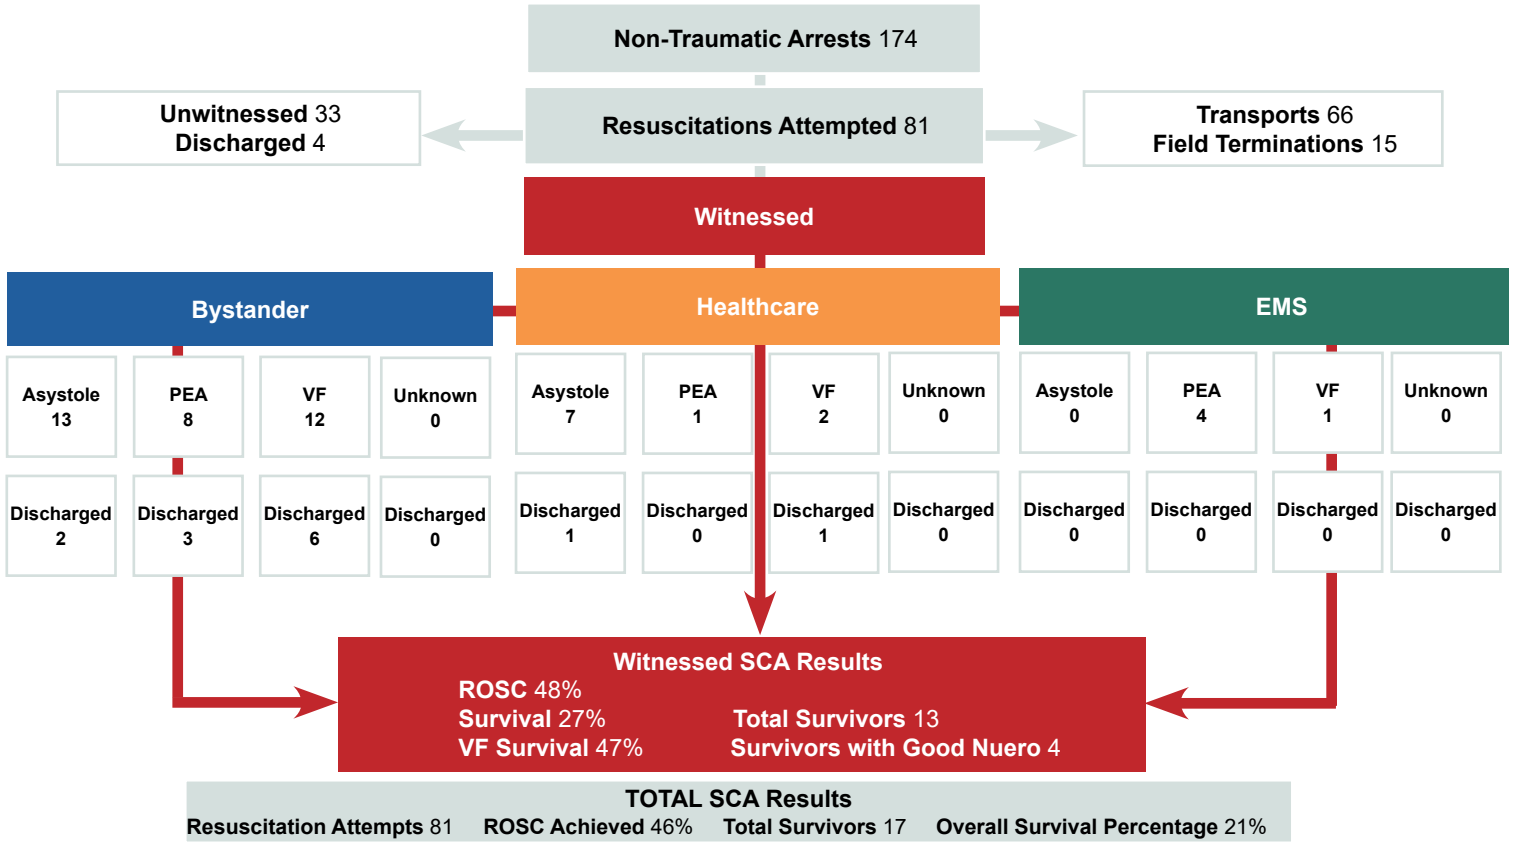 Non-Traumatic Arrests 174
Unwitnessed 33
Discharged 4
Resuscitations Attempted 81
Transports 66
Field Terminations 15
Witnessed
Bystander
Healthcare
EMS
Asystole
13
PEA
8
VF
12
Unknown
0
Asystole
7
PEA
1
VF
2
Unknown
0
Asystole
0
PEA
4
VF
1
Unknown
0
Discharged
2
Discharged
3
Discharged
6
Discharged
0
Discharged
1
Discharged
0
Discharged
1
Discharged
0
Discharged
0
Discharged
0
Discharged
0
Discharged
0
Witnessed SCA Results
ROSC 48%
Survival 27% Total Survivors 13
VF Survival 47% Survivors with Good Nuero 4
TOTAL SCA Results
Resuscitation Attempts 81 ROSC Achieved 46% Total Survivors 17 Overall Survival Percentage 21%